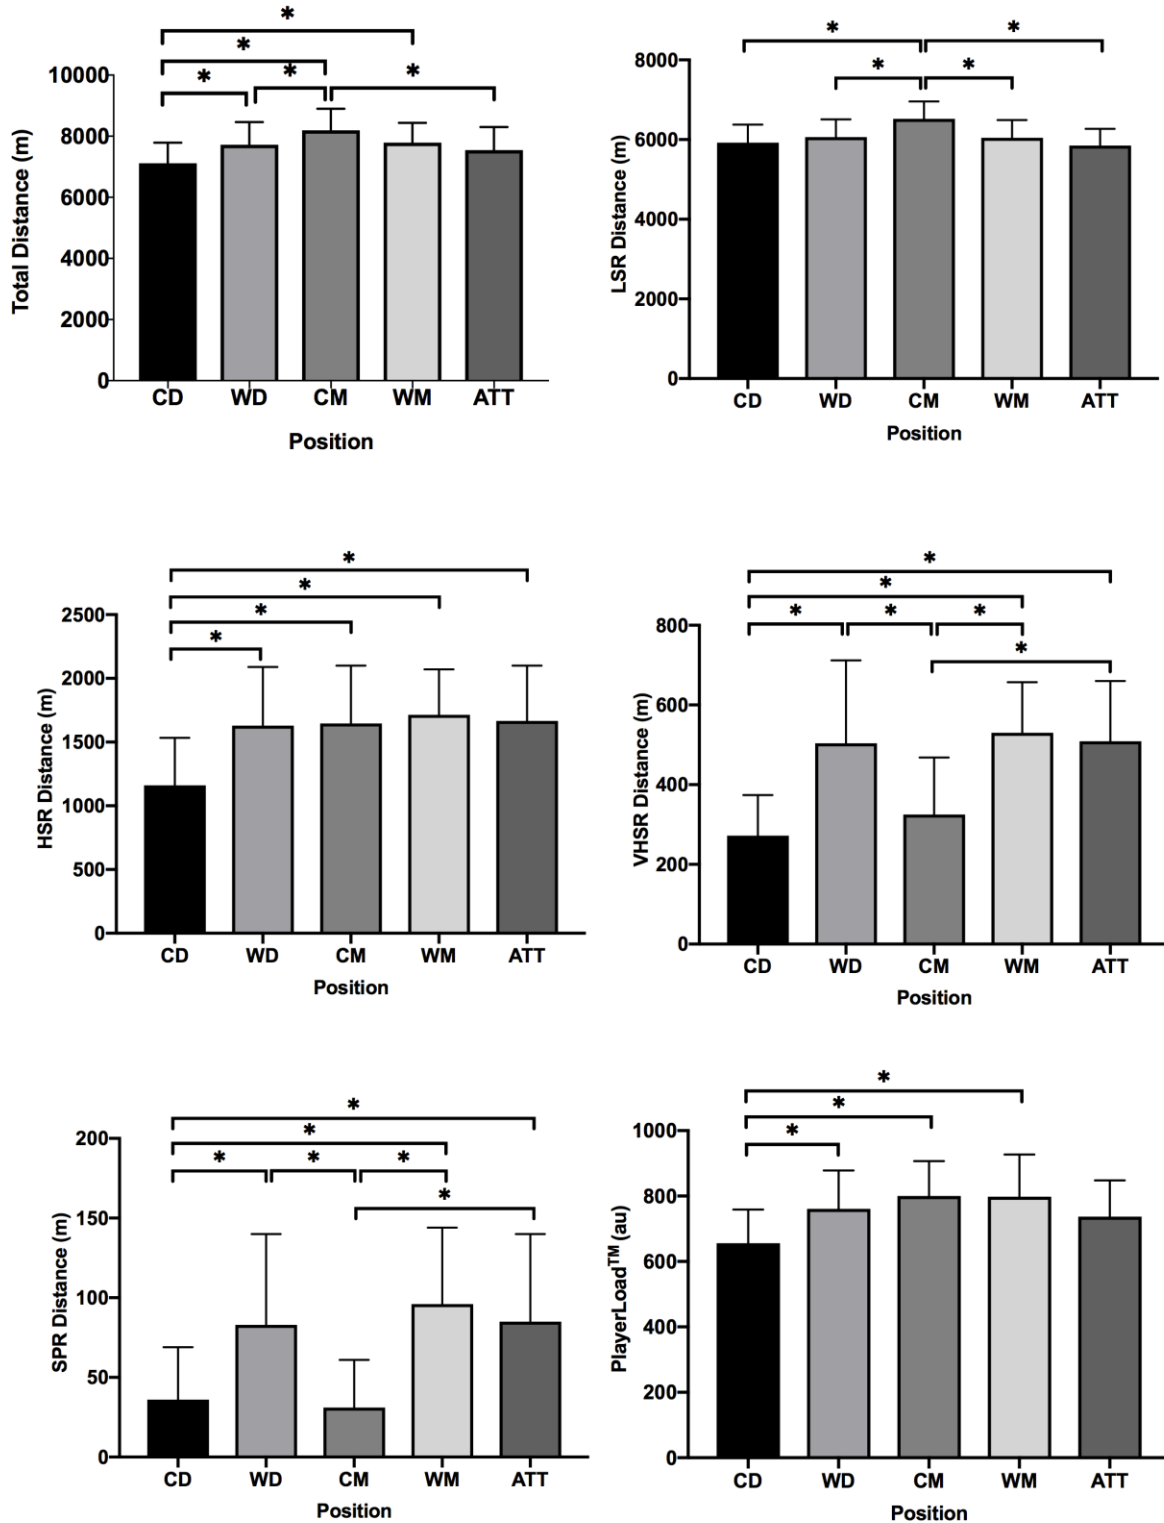 * * * * *
Total Distance (m)
10000
8000
6000
4000
2000
0
CD WD CM WM ATT
Position
* * * *
LSR Distance (m)
8000
6000
4000
2000
0
CD WD CM WM ATT
Position
* * * *
HSR Distance (m)
2500
2000
1500
1000
500
0
CD WD CM WM ATT
Position
* * * * * *
VHSR Distance (m)
800
600
400
200
0
CD WD CM WM ATT
Position
* * * * * *
SPR Distance (m)
200
150
100
50
0
CD WD CM WM ATT
Position
* * *
PlayerLoad™ (au)
1000
800
600
400
200
0
CD WD CM WM ATT
Position